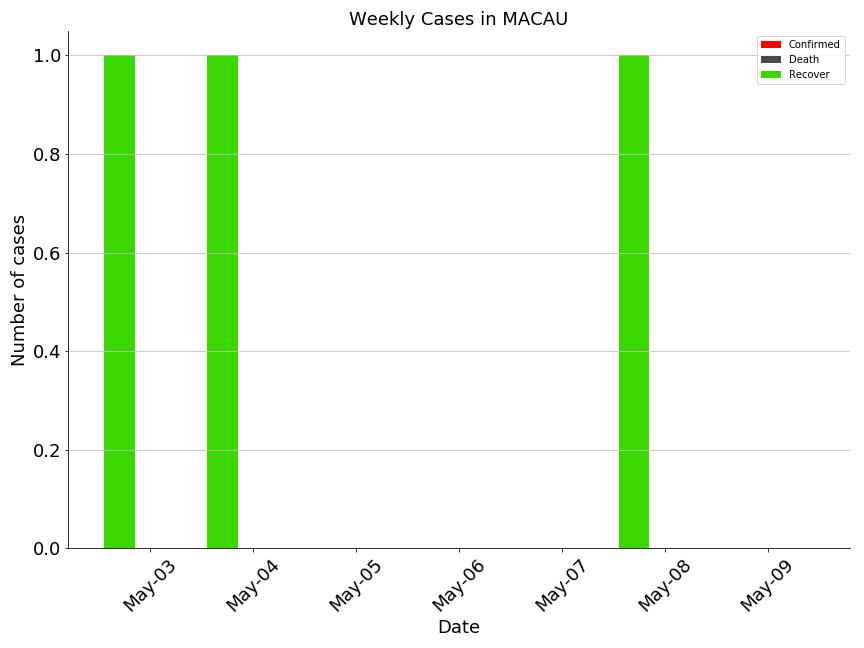 Weekly Cases in MACAU
Confirmed
Death
Recover
Number of cases
1.0
0.8
0.6
0.4
0.2
0.0
May-03
May-04
May-05
May-06
May-07
May-08
May-09
Date